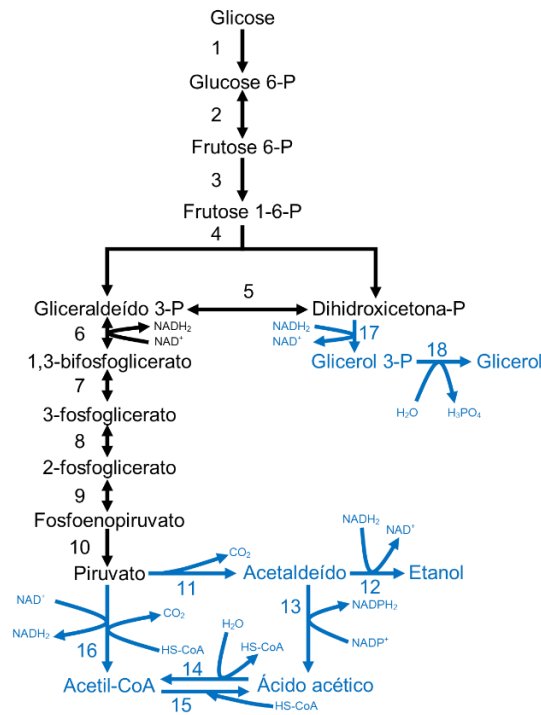 Glicose
1
Glucose 6-P
2
Frutose 6-P
3
Frutose 1-6-P
4
Gliceraldeído 3-P
5
Dihidroxicetona-P
6
NADH₂
NAD⁺
NADH₂
NAD⁺
17
1,3-bifosfoglicerato
Glicerol 3-P
18
Glicerol
7
H₂O
H₃PO₄
3-fosfoglicerato
8
2-fosfoglicerato
9
Fosfoenopiruvato
10
CO₂
NADH₂
NAD⁺
Piruvato
11
Acetaldeído
12
Etanol
NAD⁺
NADH₂
CO₂
HS-CoA
16
13
NADPH₂
NADP⁺
H₂O
HS-CoA
14
Acetil-CoA
15
Ácido acético
HS-CoA